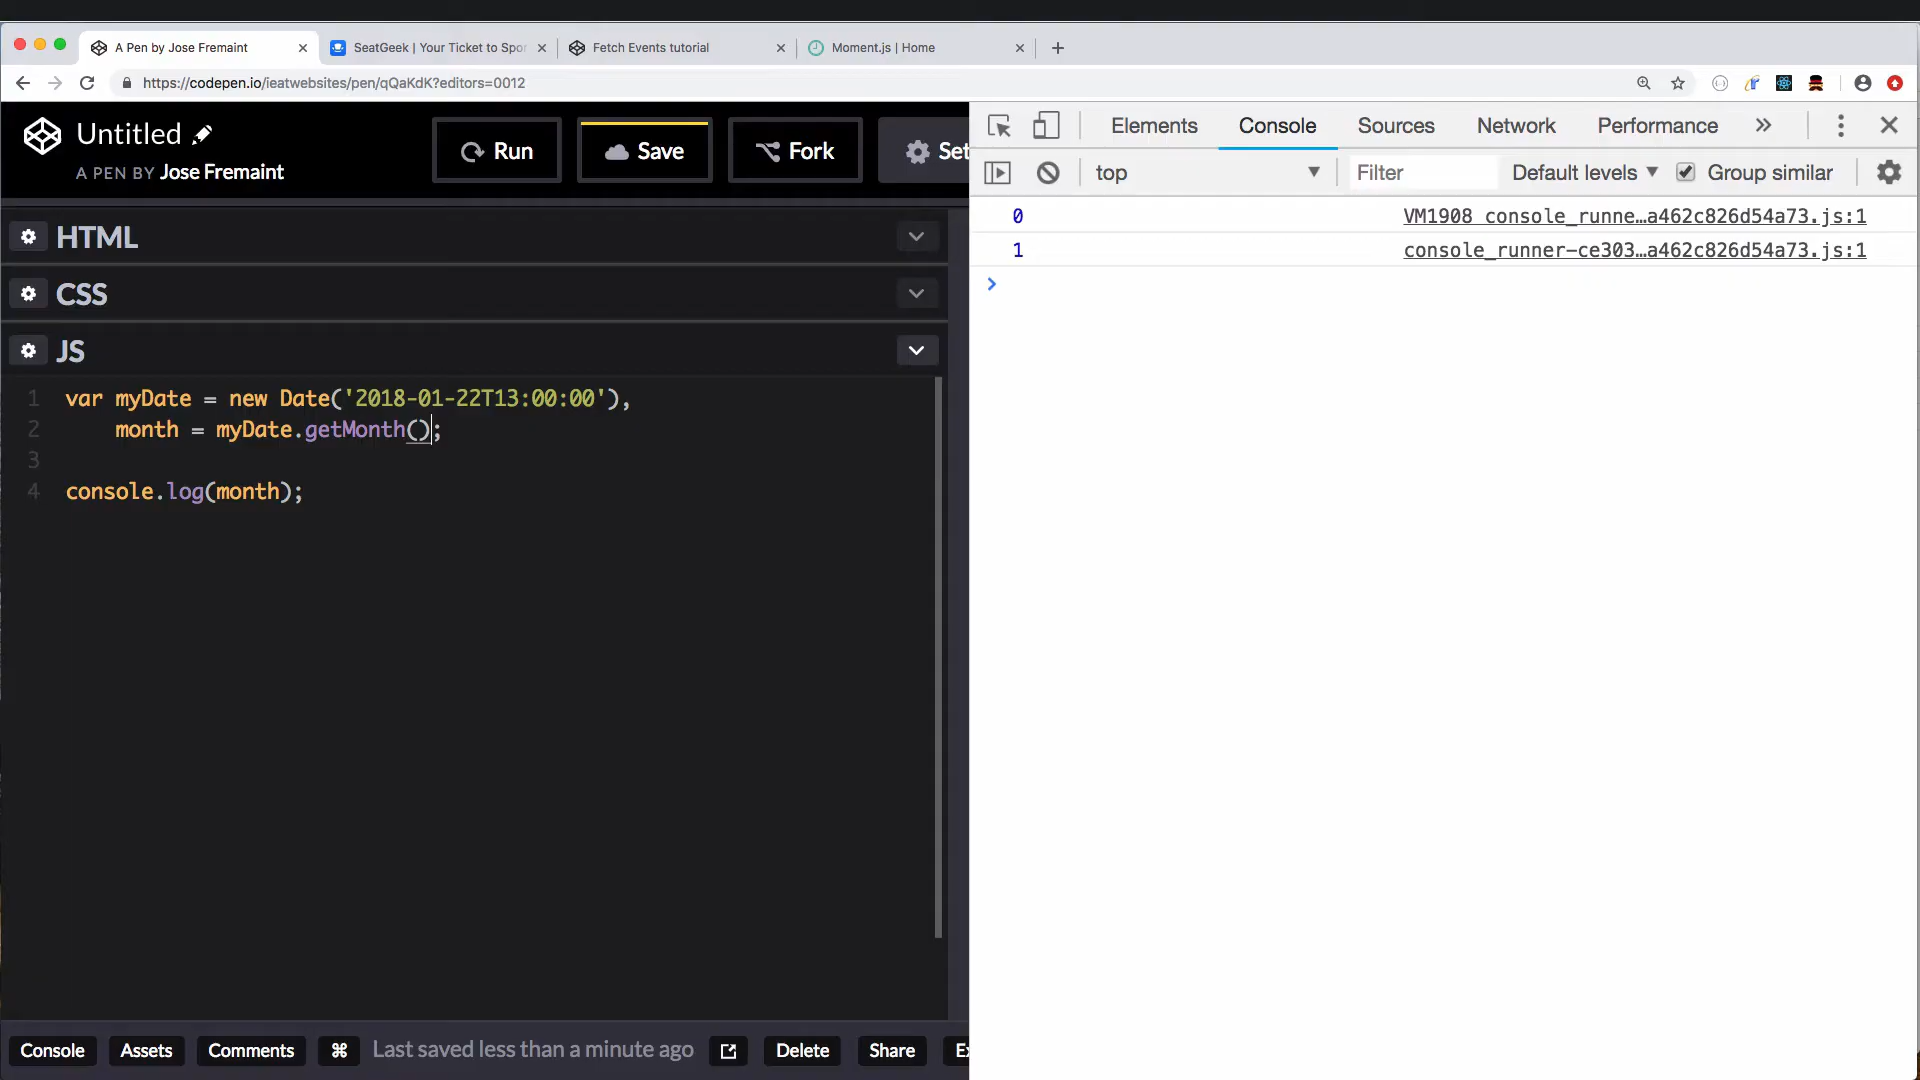 A Pen by Jose Fremaint
SeatGeek | Your Ticket to Spor
Fetch Events tutorial
Moment.js | Home
https://codepen.io/ieatwebsites/pen/qQaKdK?editors=0012
Untitled
A PEN BY Jose Fremaint
Run
Save
Fork
Set
Elements
Console
Sources
Network
Performance
top
Filter
Default levels
Group similar
0 VM1908 console_runne…a462c826d54a73.js:1
1 console_runner-ce303…a462c826d54a73.js:1
HTML
CSS
JS
1 var myDate = new Date('2018-01-22T13:00:00'),
2 month = myDate.getMonth();
3
4 console.log(month);
Console
Assets
Comments
⌘
Last saved less than a minute ago
Delete
Share
Ex